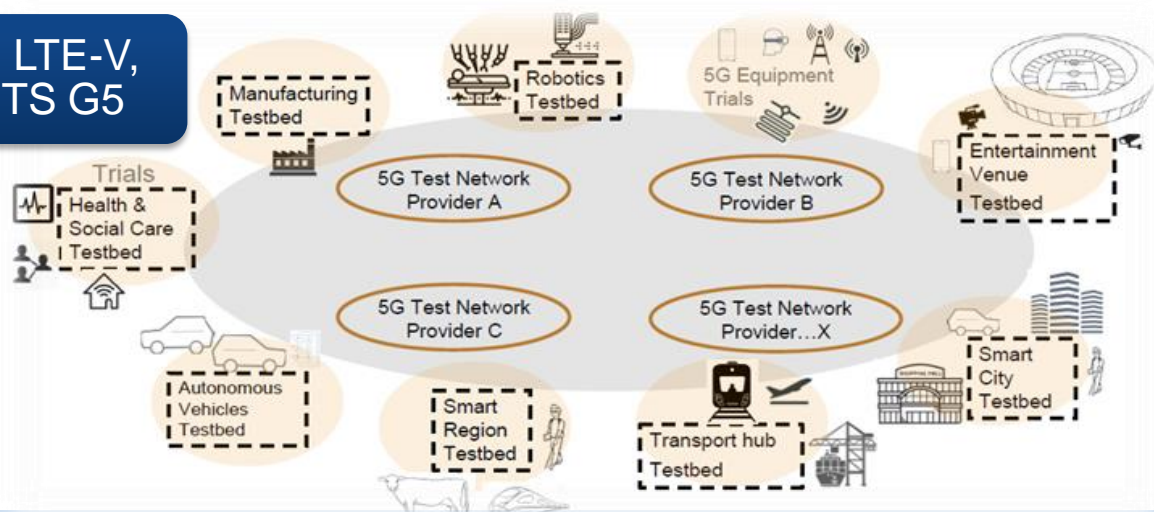 LTE-V,
TS G5
Manufacturing
Testbed
Robotics
Testbed
5G Equipment
Trials
Entertainment
Venue
Testbed
Trials
Health &
Social Care
Testbed
5G Test Network
Provider A
5G Test Network
Provider B
5G Test Network
Provider C
5G Test Network
Provider...X
Autonomous
Vehicles
Testbed
Smart
Region
Testbed
Transport hub
Testbed
Smart
City
Testbed